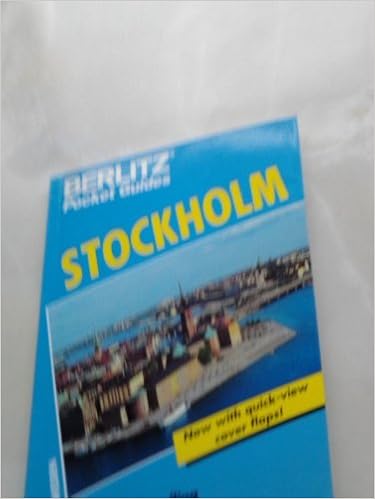 BERLITZ®
Pocket Guides
STOCKHOLM
Now with quick-view
cover flaps!